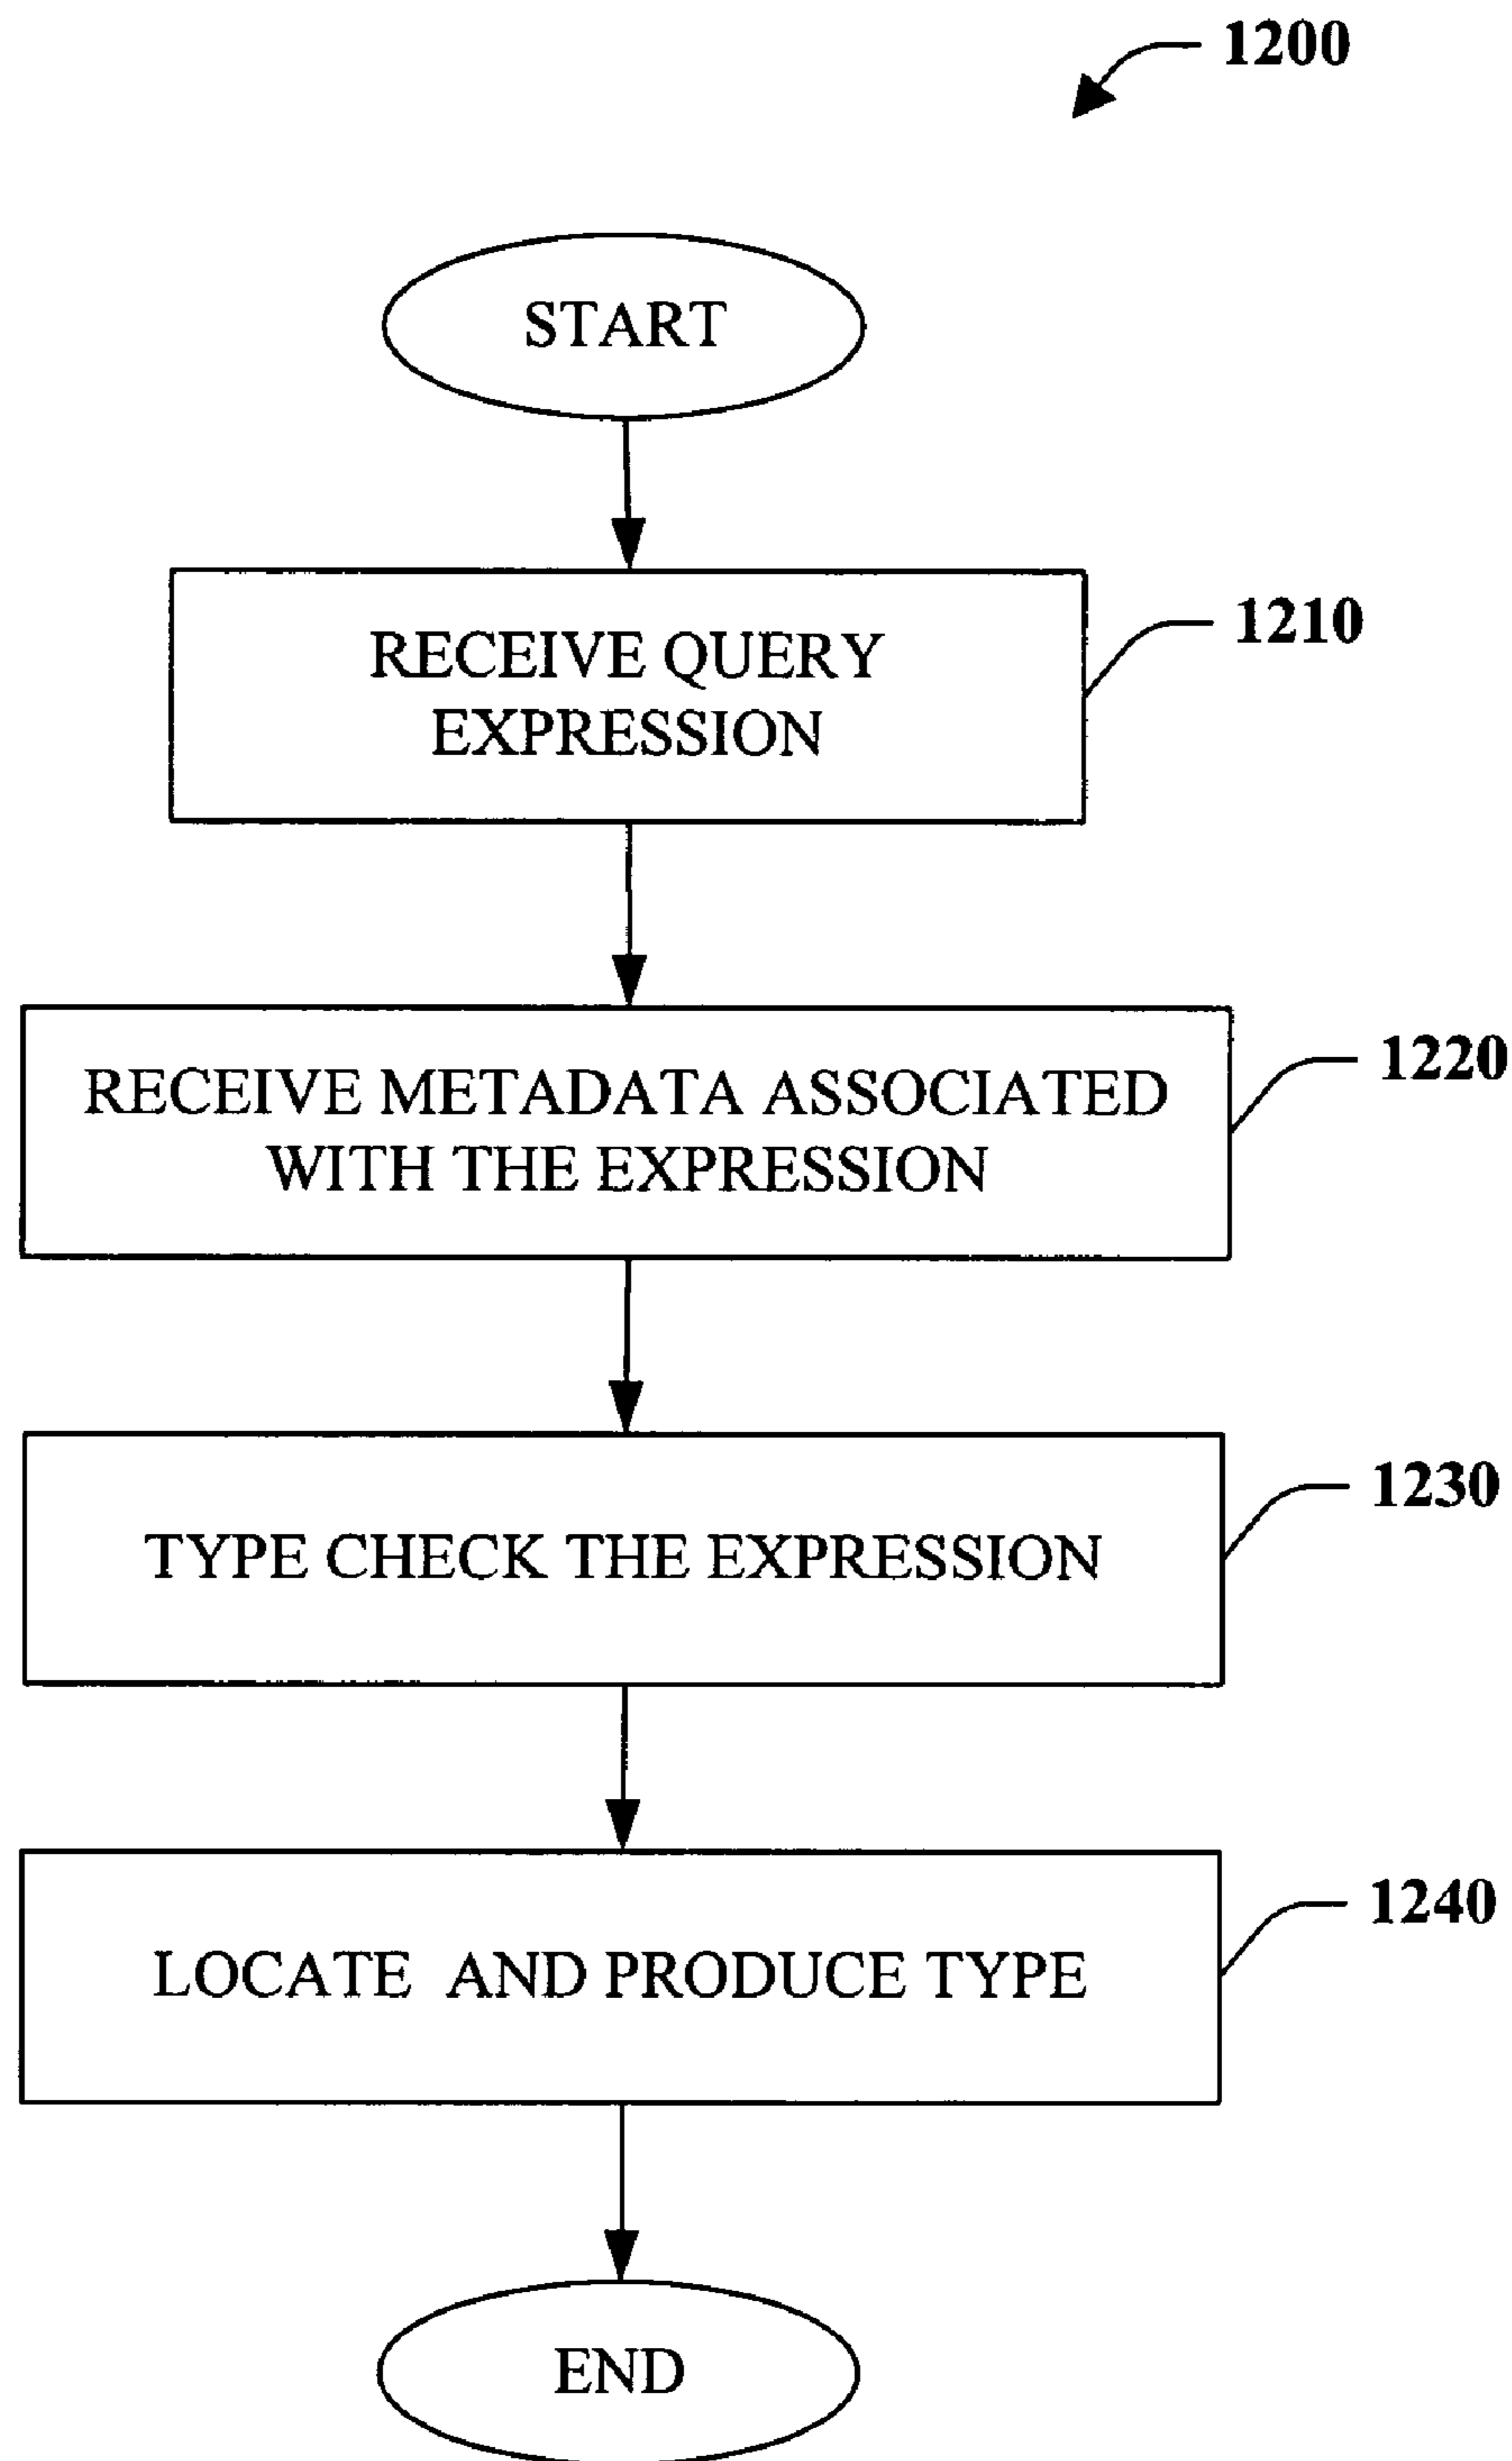 1200
START
RECEIVE QUERY
EXPRESSION
1210
RECEIVE METADATA ASSOCIATED
WITH THE EXPRESSION
1220
TYPE CHECK THE EXPRESSION
1230
LOCATE AND PRODUCE TYPE
1240
END